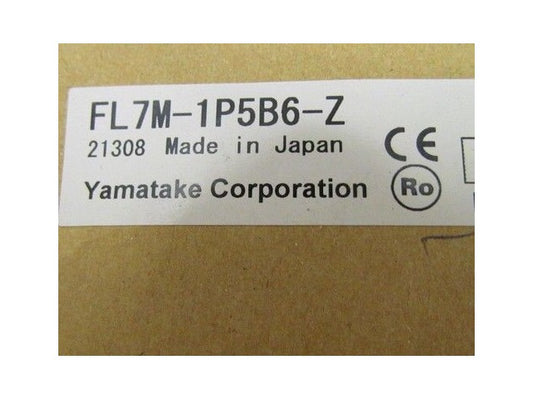 FL7M-1P5B6-Z
21308 Made in Japan CE
Yamatake Corporation Ro